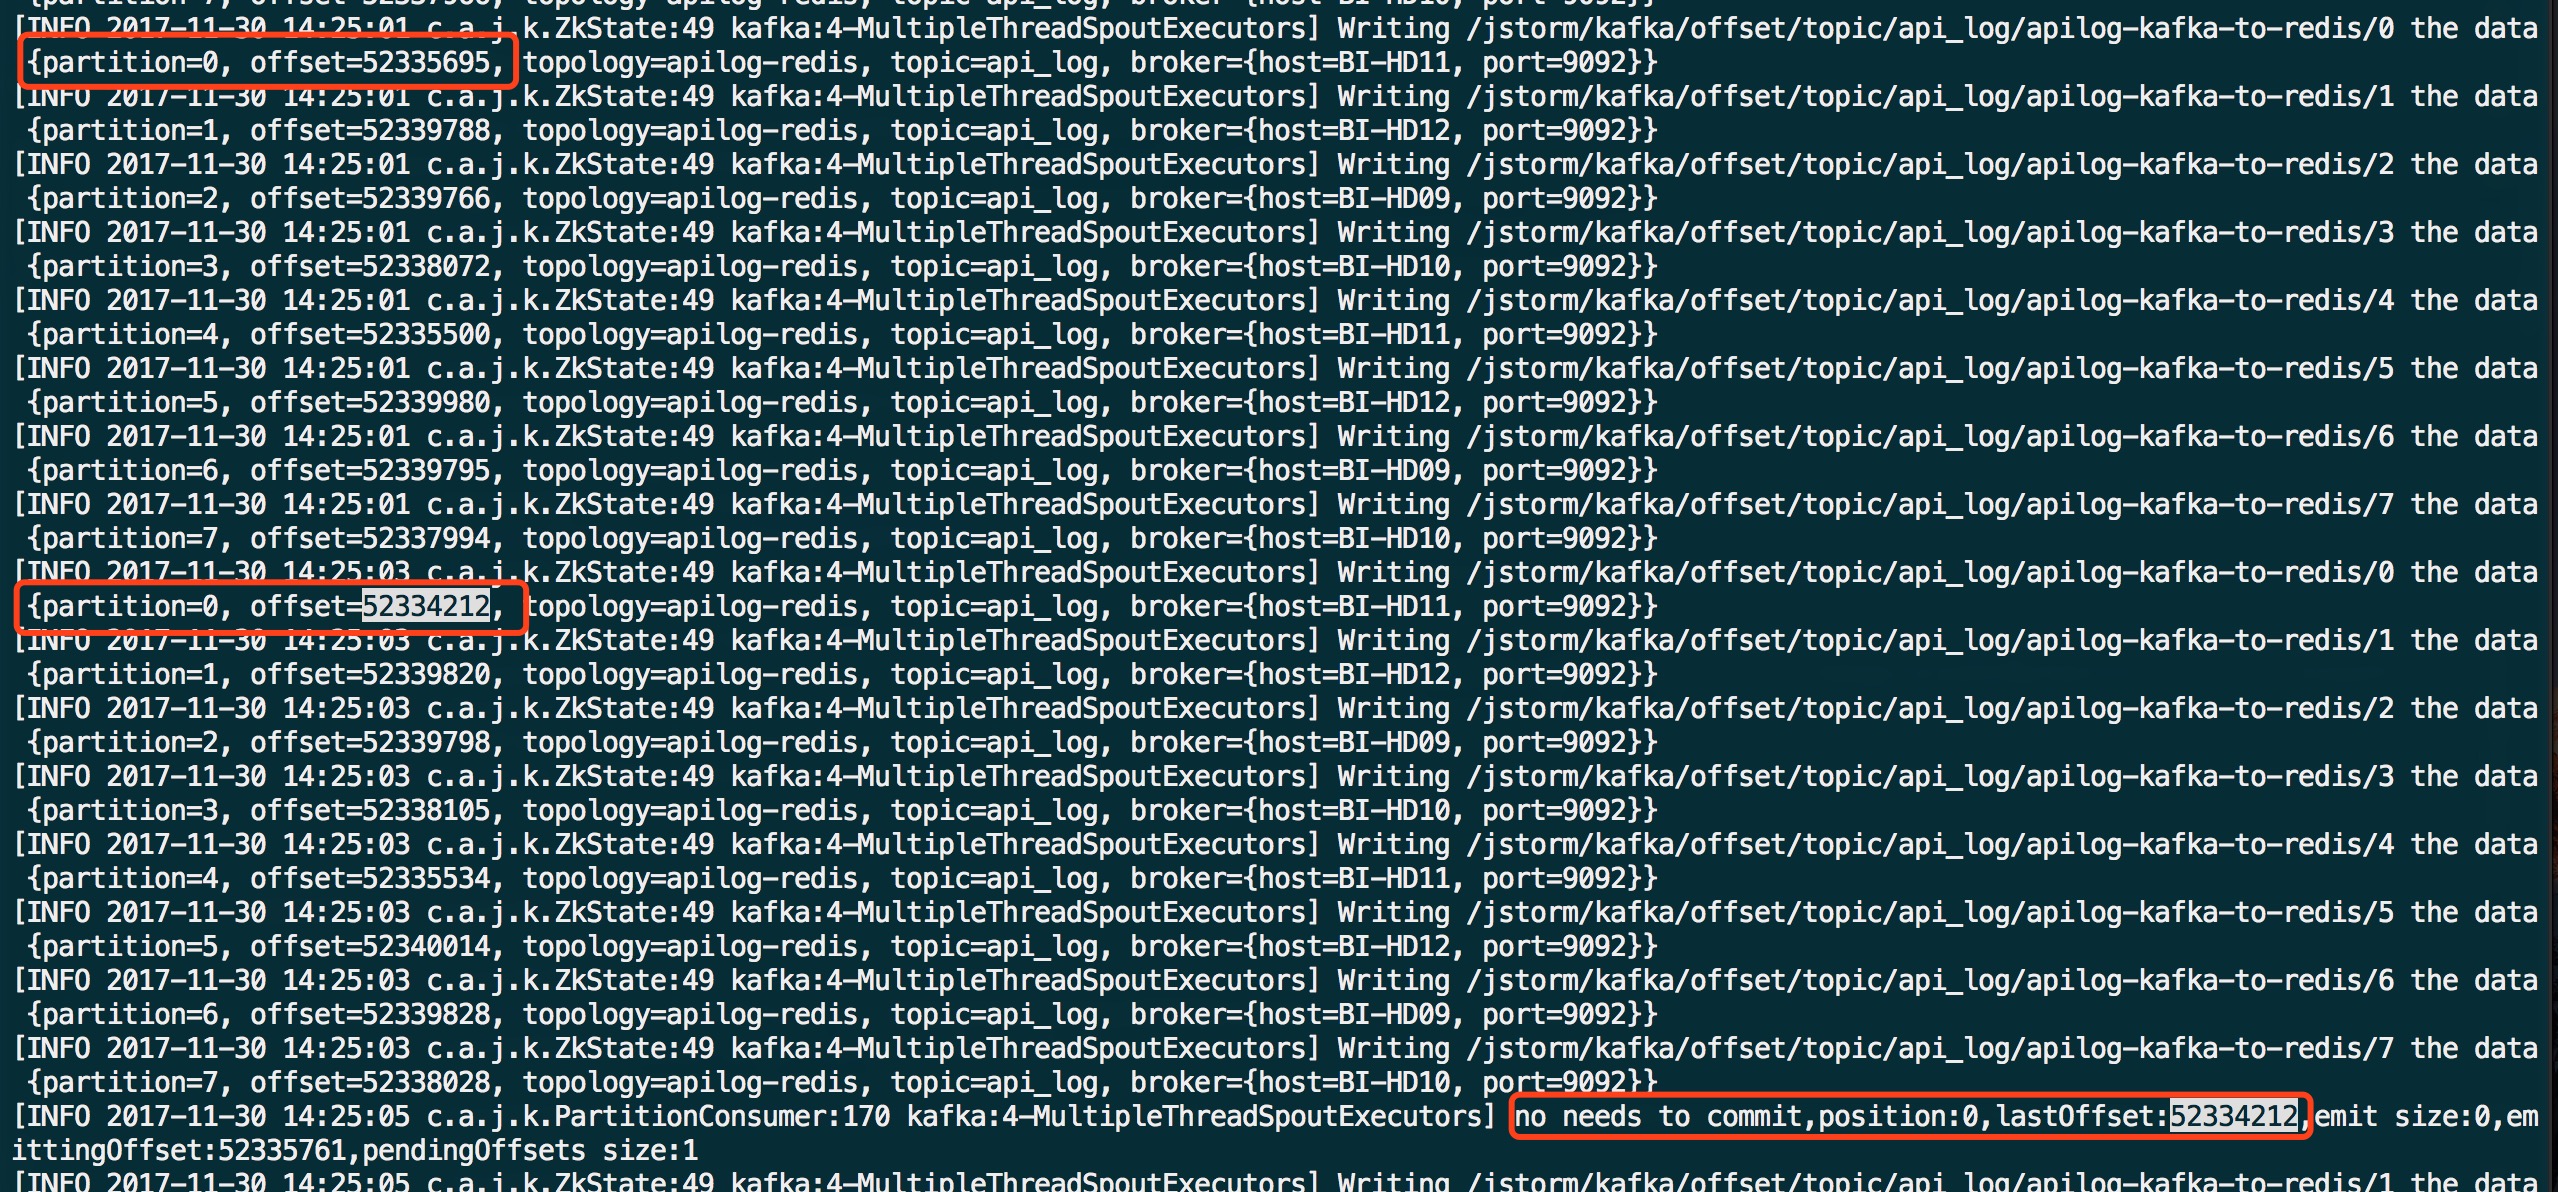 {partition=7, offset=52337960, topology=apilog-redis, topic=api_log, broker={host=BI-HD10, port=9092}}
[INFO 2017-11-30 14:25:01 c.a.j.k.ZkState:49 kafka:4-MultipleThreadSpoutExecutors] Writing /jstorm/kafka/offset/topic/api_log/apilog-kafka-to-redis/0 the data
{partition=0, offset=52335695, topology=apilog-redis, topic=api_log, broker={host=BI-HD11, port=9092}}
[INFO 2017-11-30 14:25:01 c.a.j.k.ZkState:49 kafka:4-MultipleThreadSpoutExecutors] Writing /jstorm/kafka/offset/topic/api_log/apilog-kafka-to-redis/1 the data
{partition=1, offset=52339788, topology=apilog-redis, topic=api_log, broker={host=BI-HD12, port=9092}}
[INFO 2017-11-30 14:25:01 c.a.j.k.ZkState:49 kafka:4-MultipleThreadSpoutExecutors] Writing /jstorm/kafka/offset/topic/api_log/apilog-kafka-to-redis/2 the data
{partition=2, offset=52339766, topology=apilog-redis, topic=api_log, broker={host=BI-HD09, port=9092}}
[INFO 2017-11-30 14:25:01 c.a.j.k.ZkState:49 kafka:4-MultipleThreadSpoutExecutors] Writing /jstorm/kafka/offset/topic/api_log/apilog-kafka-to-redis/3 the data
{partition=3, offset=52338072, topology=apilog-redis, topic=api_log, broker={host=BI-HD10, port=9092}}
[INFO 2017-11-30 14:25:01 c.a.j.k.ZkState:49 kafka:4-MultipleThreadSpoutExecutors] Writing /jstorm/kafka/offset/topic/api_log/apilog-kafka-to-redis/4 the data
{partition=4, offset=52335500, topology=apilog-redis, topic=api_log, broker={host=BI-HD11, port=9092}}
[INFO 2017-11-30 14:25:01 c.a.j.k.ZkState:49 kafka:4-MultipleThreadSpoutExecutors] Writing /jstorm/kafka/offset/topic/api_log/apilog-kafka-to-redis/5 the data
{partition=5, offset=52339980, topology=apilog-redis, topic=api_log, broker={host=BI-HD12, port=9092}}
[INFO 2017-11-30 14:25:01 c.a.j.k.ZkState:49 kafka:4-MultipleThreadSpoutExecutors] Writing /jstorm/kafka/offset/topic/api_log/apilog-kafka-to-redis/6 the data
{partition=6, offset=52339795, topology=apilog-redis, topic=api_log, broker={host=BI-HD09, port=9092}}
[INFO 2017-11-30 14:25:01 c.a.j.k.ZkState:49 kafka:4-MultipleThreadSpoutExecutors] Writing /jstorm/kafka/offset/topic/api_log/apilog-kafka-to-redis/7 the data
{partition=7, offset=52337994, topology=apilog-redis, topic=api_log, broker={host=BI-HD10, port=9092}}
[INFO 2017-11-30 14:25:03 c.a.j.k.ZkState:49 kafka:4-MultipleThreadSpoutExecutors] Writing /jstorm/kafka/offset/topic/api_log/apilog-kafka-to-redis/0 the data
{partition=0, offset=52334212, topology=apilog-redis, topic=api_log, broker={host=BI-HD11, port=9092}}
[INFO 2017-11-30 14:25:03 c.a.j.k.ZkState:49 kafka:4-MultipleThreadSpoutExecutors] Writing /jstorm/kafka/offset/topic/api_log/apilog-kafka-to-redis/1 the data
{partition=1, offset=52339820, topology=apilog-redis, topic=api_log, broker={host=BI-HD12, port=9092}}
[INFO 2017-11-30 14:25:03 c.a.j.k.ZkState:49 kafka:4-MultipleThreadSpoutExecutors] Writing /jstorm/kafka/offset/topic/api_log/apilog-kafka-to-redis/2 the data
{partition=2, offset=52339798, topology=apilog-redis, topic=api_log, broker={host=BI-HD09, port=9092}}
[INFO 2017-11-30 14:25:03 c.a.j.k.ZkState:49 kafka:4-MultipleThreadSpoutExecutors] Writing /jstorm/kafka/offset/topic/api_log/apilog-kafka-to-redis/3 the data
{partition=3, offset=52338105, topology=apilog-redis, topic=api_log, broker={host=BI-HD10, port=9092}}
[INFO 2017-11-30 14:25:03 c.a.j.k.ZkState:49 kafka:4-MultipleThreadSpoutExecutors] Writing /jstorm/kafka/offset/topic/api_log/apilog-kafka-to-redis/4 the data
{partition=4, offset=52335534, topology=apilog-redis, topic=api_log, broker={host=BI-HD11, port=9092}}
[INFO 2017-11-30 14:25:03 c.a.j.k.ZkState:49 kafka:4-MultipleThreadSpoutExecutors] Writing /jstorm/kafka/offset/topic/api_log/apilog-kafka-to-redis/5 the data
{partition=5, offset=52340014, topology=apilog-redis, topic=api_log, broker={host=BI-HD12, port=9092}}
[INFO 2017-11-30 14:25:03 c.a.j.k.ZkState:49 kafka:4-MultipleThreadSpoutExecutors] Writing /jstorm/kafka/offset/topic/api_log/apilog-kafka-to-redis/6 the data
{partition=6, offset=52339828, topology=apilog-redis, topic=api_log, broker={host=BI-HD09, port=9092}}
[INFO 2017-11-30 14:25:03 c.a.j.k.ZkState:49 kafka:4-MultipleThreadSpoutExecutors] Writing /jstorm/kafka/offset/topic/api_log/apilog-kafka-to-redis/7 the data
{partition=7, offset=52338028, topology=apilog-redis, topic=api_log, broker={host=BI-HD10, port=9092}}
[INFO 2017-11-30 14:25:05 c.a.j.k.PartitionConsumer:170 kafka:4-MultipleThreadSpoutExecutors] no needs to commit,position:0,lastOffset:52334212,emit size:0,em
ittingOffset:52335761,pendingOffsets size:1
[INFO 2017-11-30 14:25:05 c.a.j.k.ZkState:49 kafka:4-MultipleThreadSpoutExecutors] Writing /jstorm/kafka/offset/topic/api_log/apilog-kafka-to-redis/1 the data